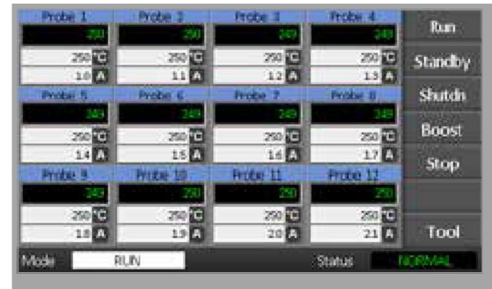 Probe 1 Probe 2 Probe 3 Probe 4 Run
250 250 249 249
250 °C 250 °C 250 °C 250 °C Standby
1.0 A 1.1 A 1.2 A 1.3 A
Probe 5 Probe 6 Probe 7 Probe 8 Shutdn
249 249 249 249
250 °C 250 °C 250 °C 250 °C Boost
1.4 A 1.5 A 1.6 A 1.7 A
Probe 9 Probe 10 Probe 11 Probe 12 Stop
249 250 250 250
250 °C 250 °C 250 °C 250 °C
1.8 A 1.9 A 2.0 A 2.1 A Tool
Mode RUN Status NORMAL